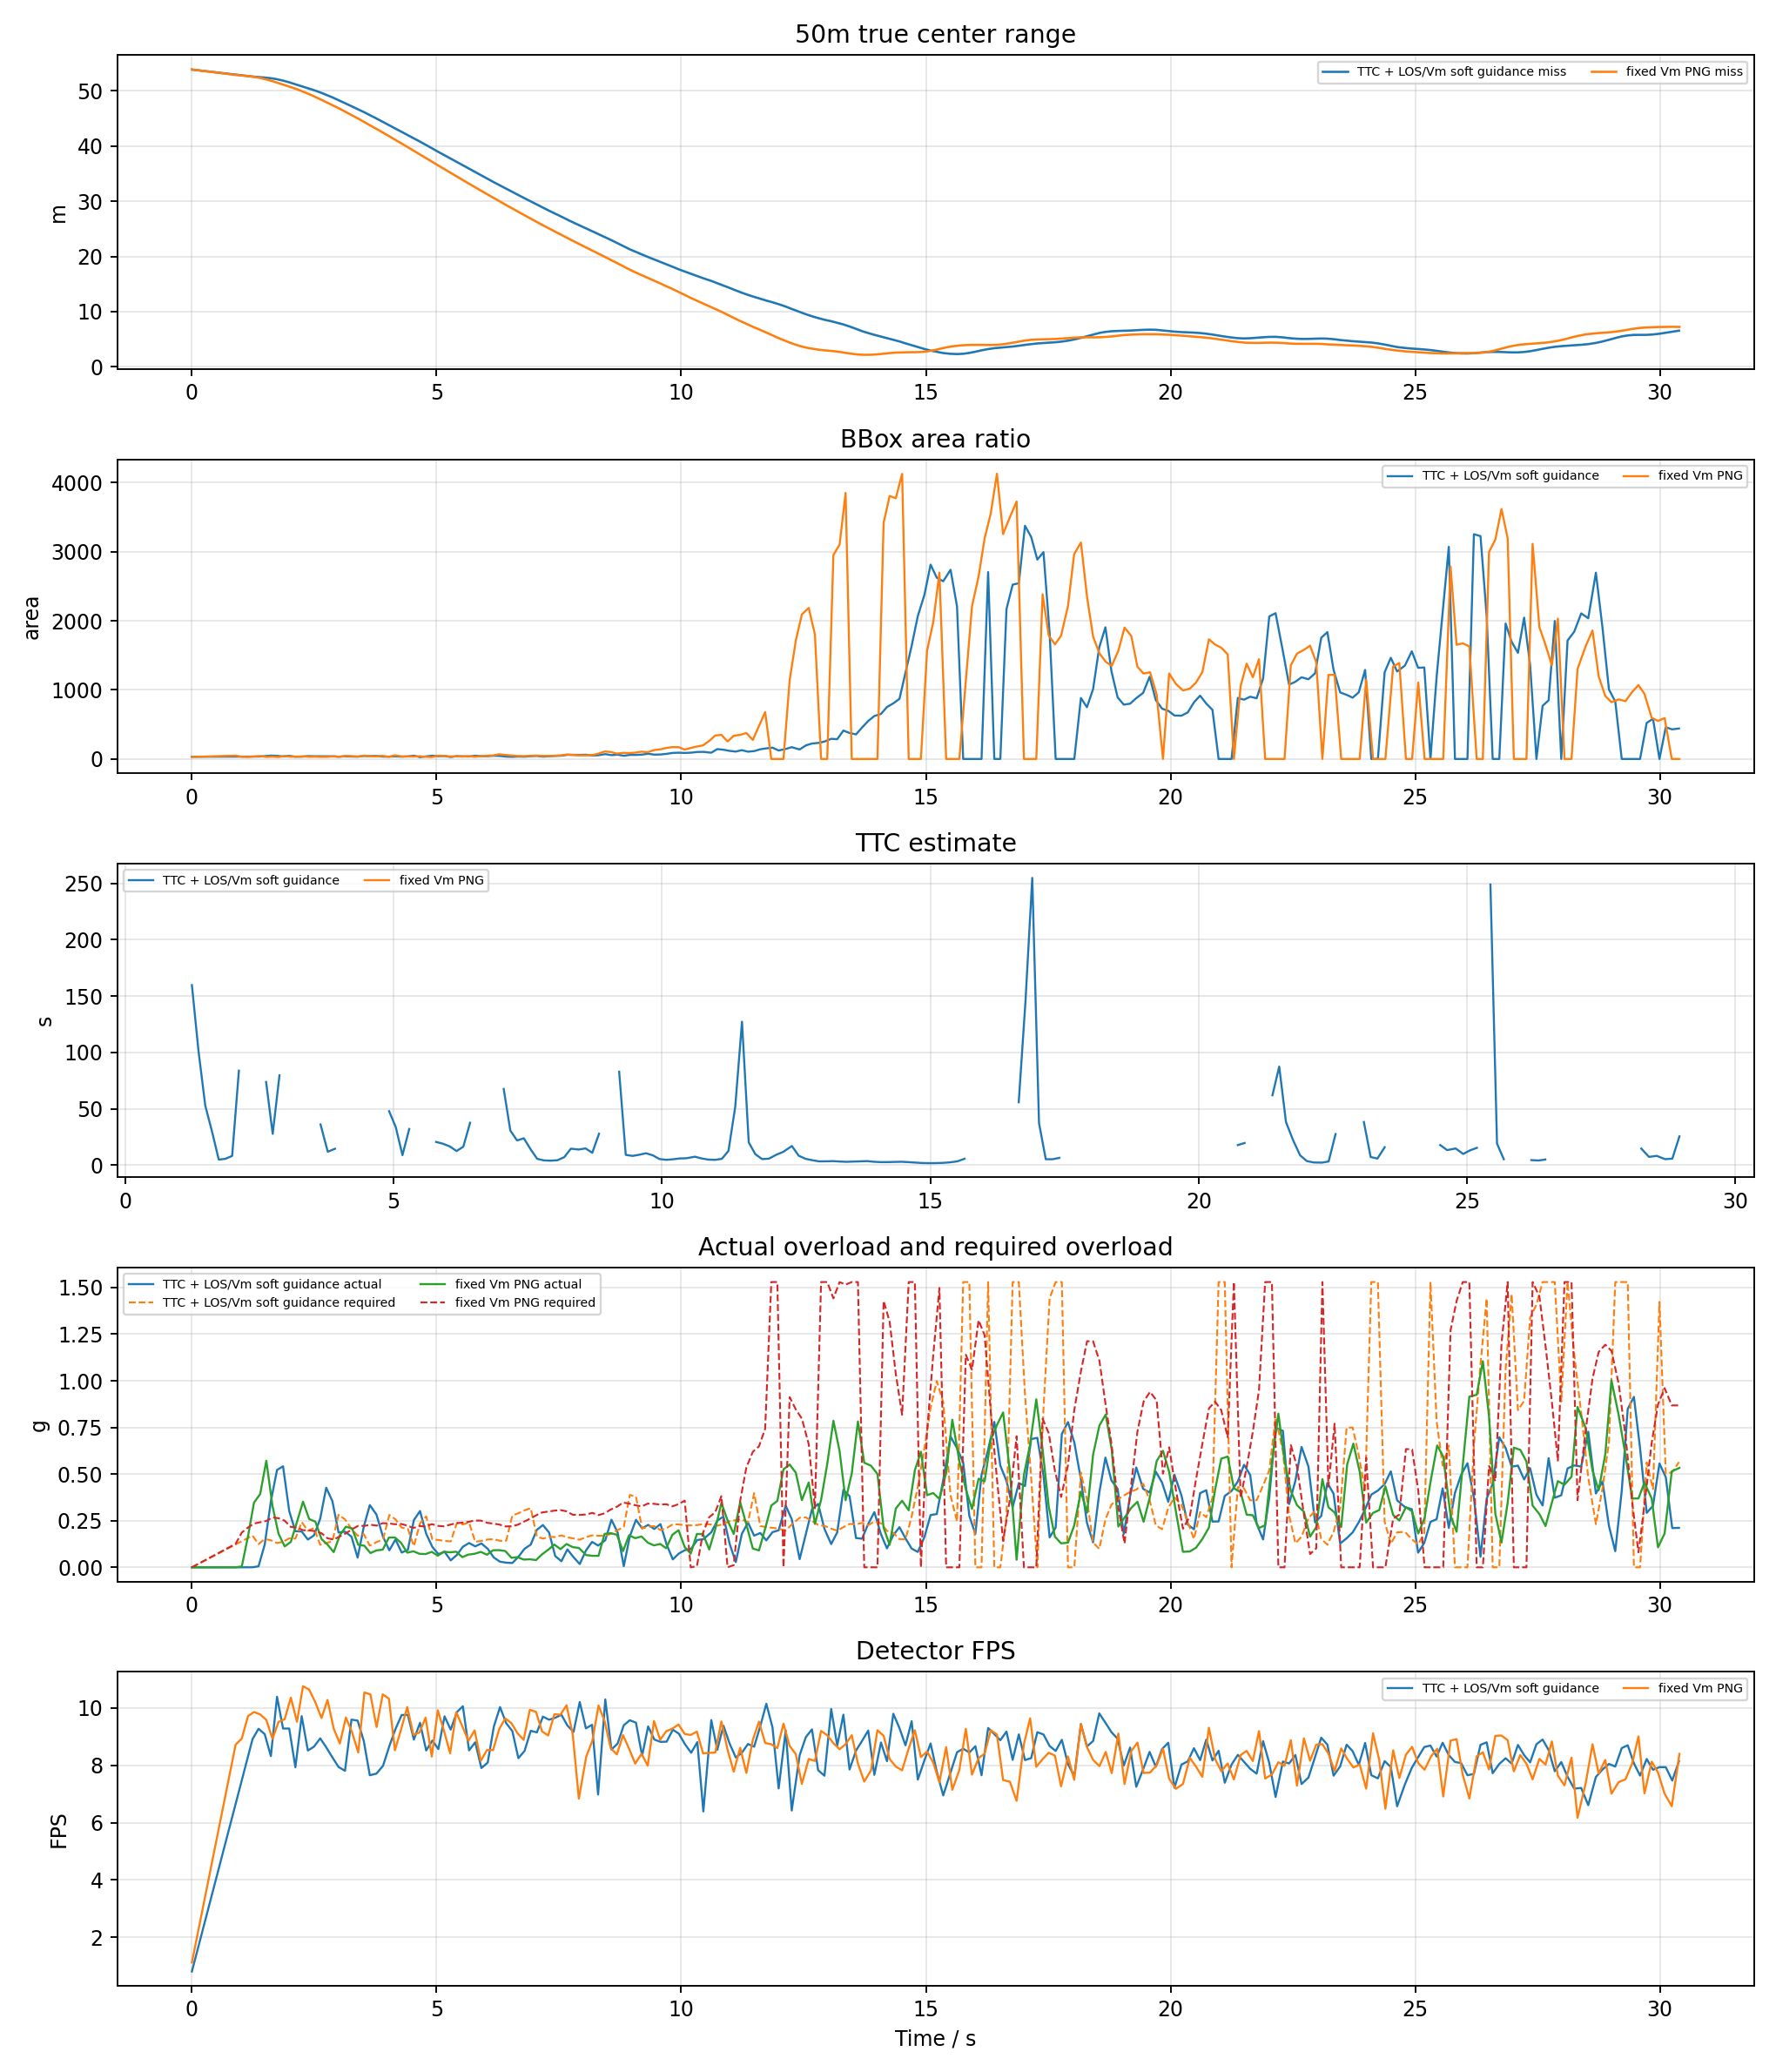 50m true center range
TTC + LOS/Vm soft guidance miss fixed Vm PNG miss
50
40
30
20
10
0
m
0 5 10 15 20 25 30
BBox area ratio
TTC + LOS/Vm soft guidance fixed Vm PNG
4000
3000
2000
1000
0
area
0 5 10 15 20 25 30
TTC estimate
TTC + LOS/Vm soft guidance fixed Vm PNG
250
200
150
100
50
0
s
0 5 10 15 20 25 30
Actual overload and required overload
TTC + LOS/Vm soft guidance actual fixed Vm PNG actual
TTC + LOS/Vm soft guidance required fixed Vm PNG required
1.50
1.25
1.00
0.75
0.50
0.25
0.00
g
0 5 10 15 20 25 30
Detector FPS
TTC + LOS/Vm soft guidance fixed Vm PNG
10
8
6
4
2
FPS
0 5 10 15 20 25 30
Time / s